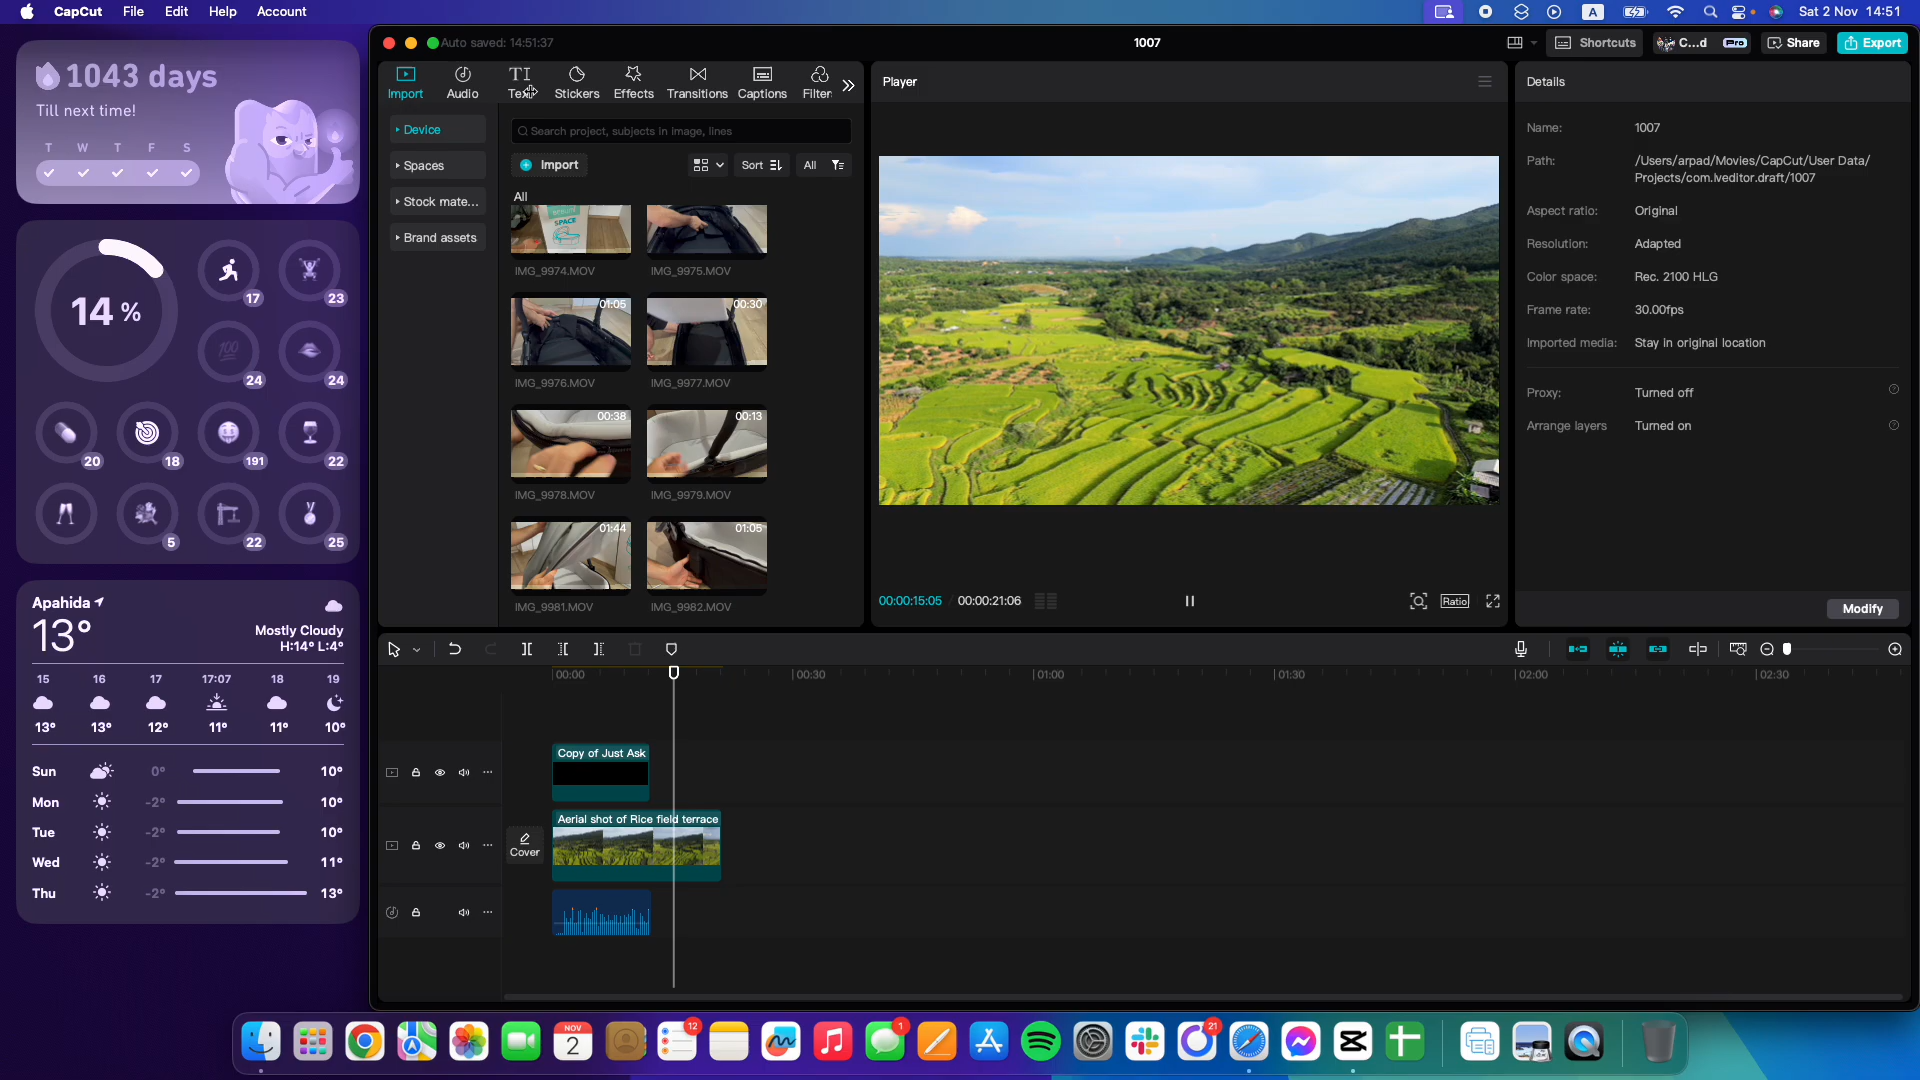 CapCut File Edit Help Account
A Sat 2 Nov 14:51
1043 days
Till next time!
T W T F S
14 %
17
23
24
24
20
18
191
22
5
22
25
Apahida
13°
Mostly Cloudy
H:14° L:4°
15 16 17 17:07 18 19
13° 13° 12° 11° 11° 10°
Sun 0° 10°
Mon -2° 10°
Tue -2° 10°
Wed -2° 11°
Thu -2° 13°
Auto saved: 14:51:37
1007
Shortcuts
C...d
Pro
Share
Export
Import
Audio
Text
Stickers
Effects
Transitions
Captions
Filter
Device
Spaces
Stock mate...
Brand assets
Search project, subjects in image, lines
Import
Sort
All
All
SPACE
IMG_9974.MOV
IMG_9975.MOV
01:05
00:30
IMG_9976.MOV
IMG_9977.MOV
00:38
00:13
IMG_9978.MOV
IMG_9979.MOV
01:44
01:05
IMG_9981.MOV
IMG_9982.MOV
Player
00:00:15:05 00:00:21:06
Ratio
Details
Name: 1007
Path: /Users/arpad/Movies/CapCut/User Data/
Projects/com.lveditor.draft/1007
Aspect ratio: Original
Resolution: Adapted
Color space: Rec. 2100 HLG
Frame rate: 30.00fps
Imported media: Stay in original location
Proxy: Turned off
Arrange layers Turned on
Modify
00:00 00:30 01:00 01:30 02:00 02:30
Copy of Just Ask
Aerial shot of Rice field terrace
Cover
NOV
2
12
1
21